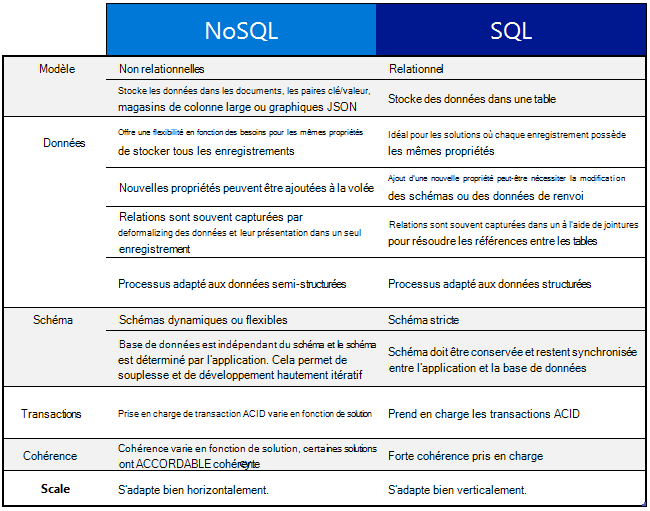 NoSQL SQL
Modèle Non relationnelles Relationnel
Stocke les données dans les documents, les paires clé/valeur,
magasins de colonne large ou graphiques JSON
Stocke des données dans une table
Données
Offre une flexibilité en fonction des besoins pour les mêmes propriétés
de stocker tous les enregistrements
Idéal pour les solutions où chaque enregistrement possède
les mêmes propriétés
Nouvelles propriétés peuvent être ajoutées à la volée
Ajout d'une nouvelle propriété peut-être nécessiter la modification
des schémas ou des données de renvoi
Relations sont souvent capturées par
deformalizing des données et leur présentation dans un seul
enregistrement
Relations sont souvent capturées dans un à l'aide de jointures
pour résoudre les références entre les tables
Processus adapté aux données semi-structurées
Processus adapté aux données structurées
Schéma Schémas dynamiques ou flexibles Schéma stricte
Base de données est indépendant du schéma et le schéma
est déterminé par l'application. Cela permet de
souplesse et de développement hautement itératif
Schéma doit être conservée et restent synchronisée
entre l'application et la base de données
Transactions Prise en charge de transaction ACID varie en fonction de solution Prend en charge les transactions ACID
Cohérence
Cohérence varie en fonction de solution, certaines solutions
ont ACCORDABLE
Forte cohérence pris en charge
Scale S'adapte bien horizontalement. S'adapte bien verticalement.